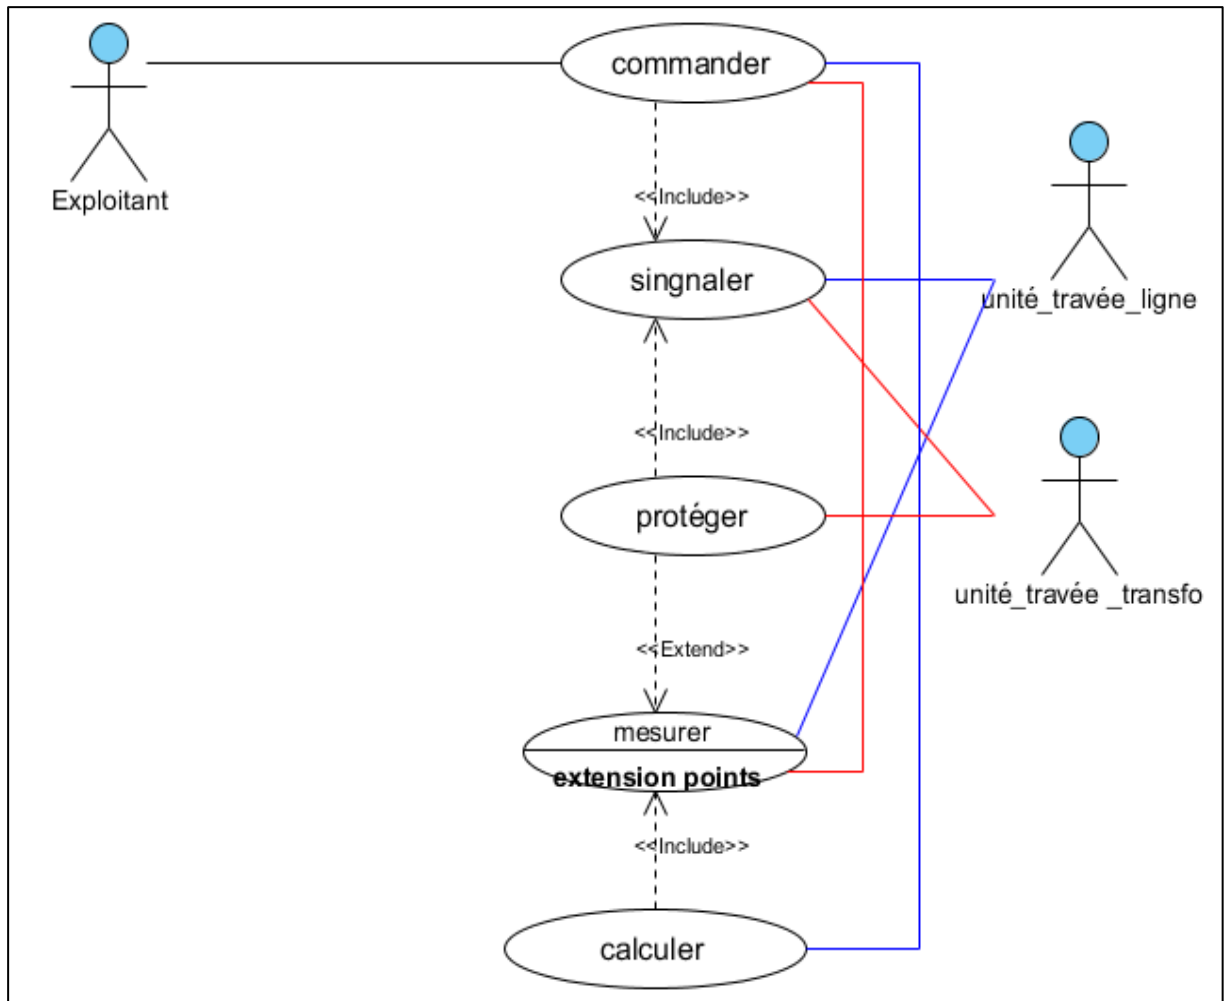 commander
Exploitant
<<Include>>
singnaler
unité_travée_ligne
<<Include>>
protéger
unité_travée _transfo
<<Extend>>
mesurer
extension points
<<Include>>
calculer